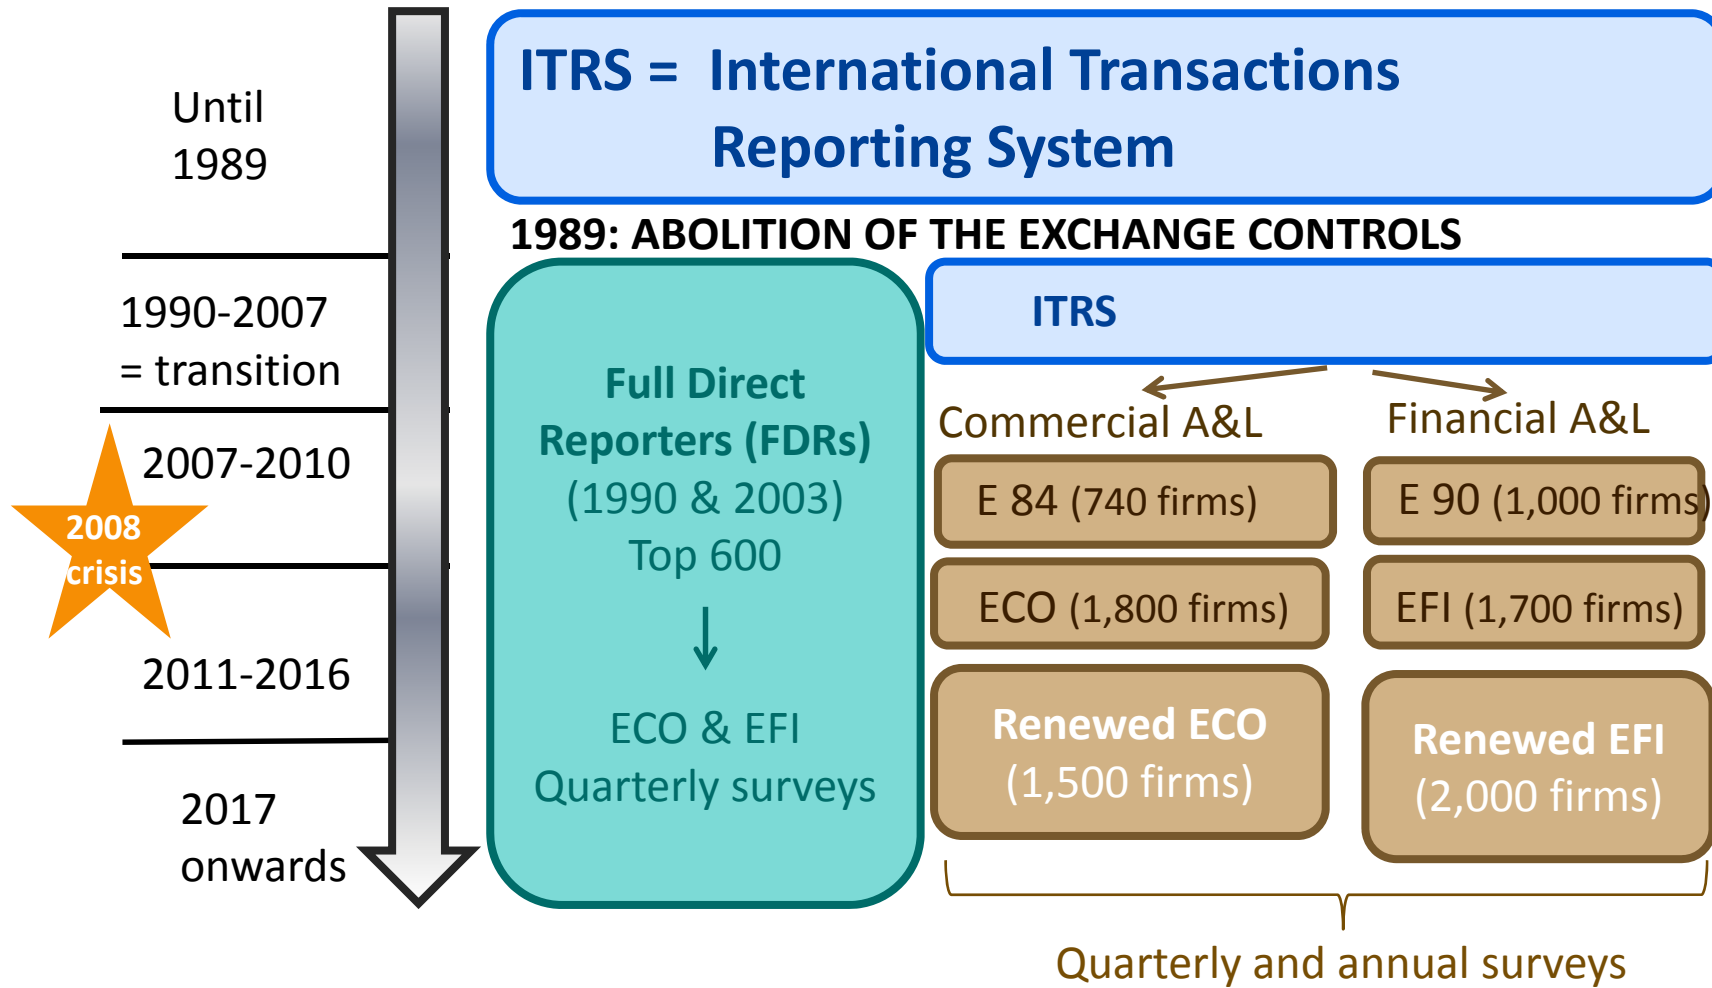 ITRS = International Transactions
Reporting System
Until
1989
1989: ABOLITION OF THE EXCHANGE CONTROLS
1990-2007
= transition
ITRS
Full Direct
Reporters (FDRs)
(1990 & 2003)
Top 600
ECO & EFI
Quarterly surveys
Commercial A&L
Financial A&L
2007-2010
E 84 (740 firms)
E 90 (1,000 firms)
2008
crisis
ECO (1,800 firms)
EFI (1,700 firms)
2011-2016
Renewed ECO
(1,500 firms)
Renewed EFI
(2,000 firms)
2017
onwards
Quarterly and annual surveys